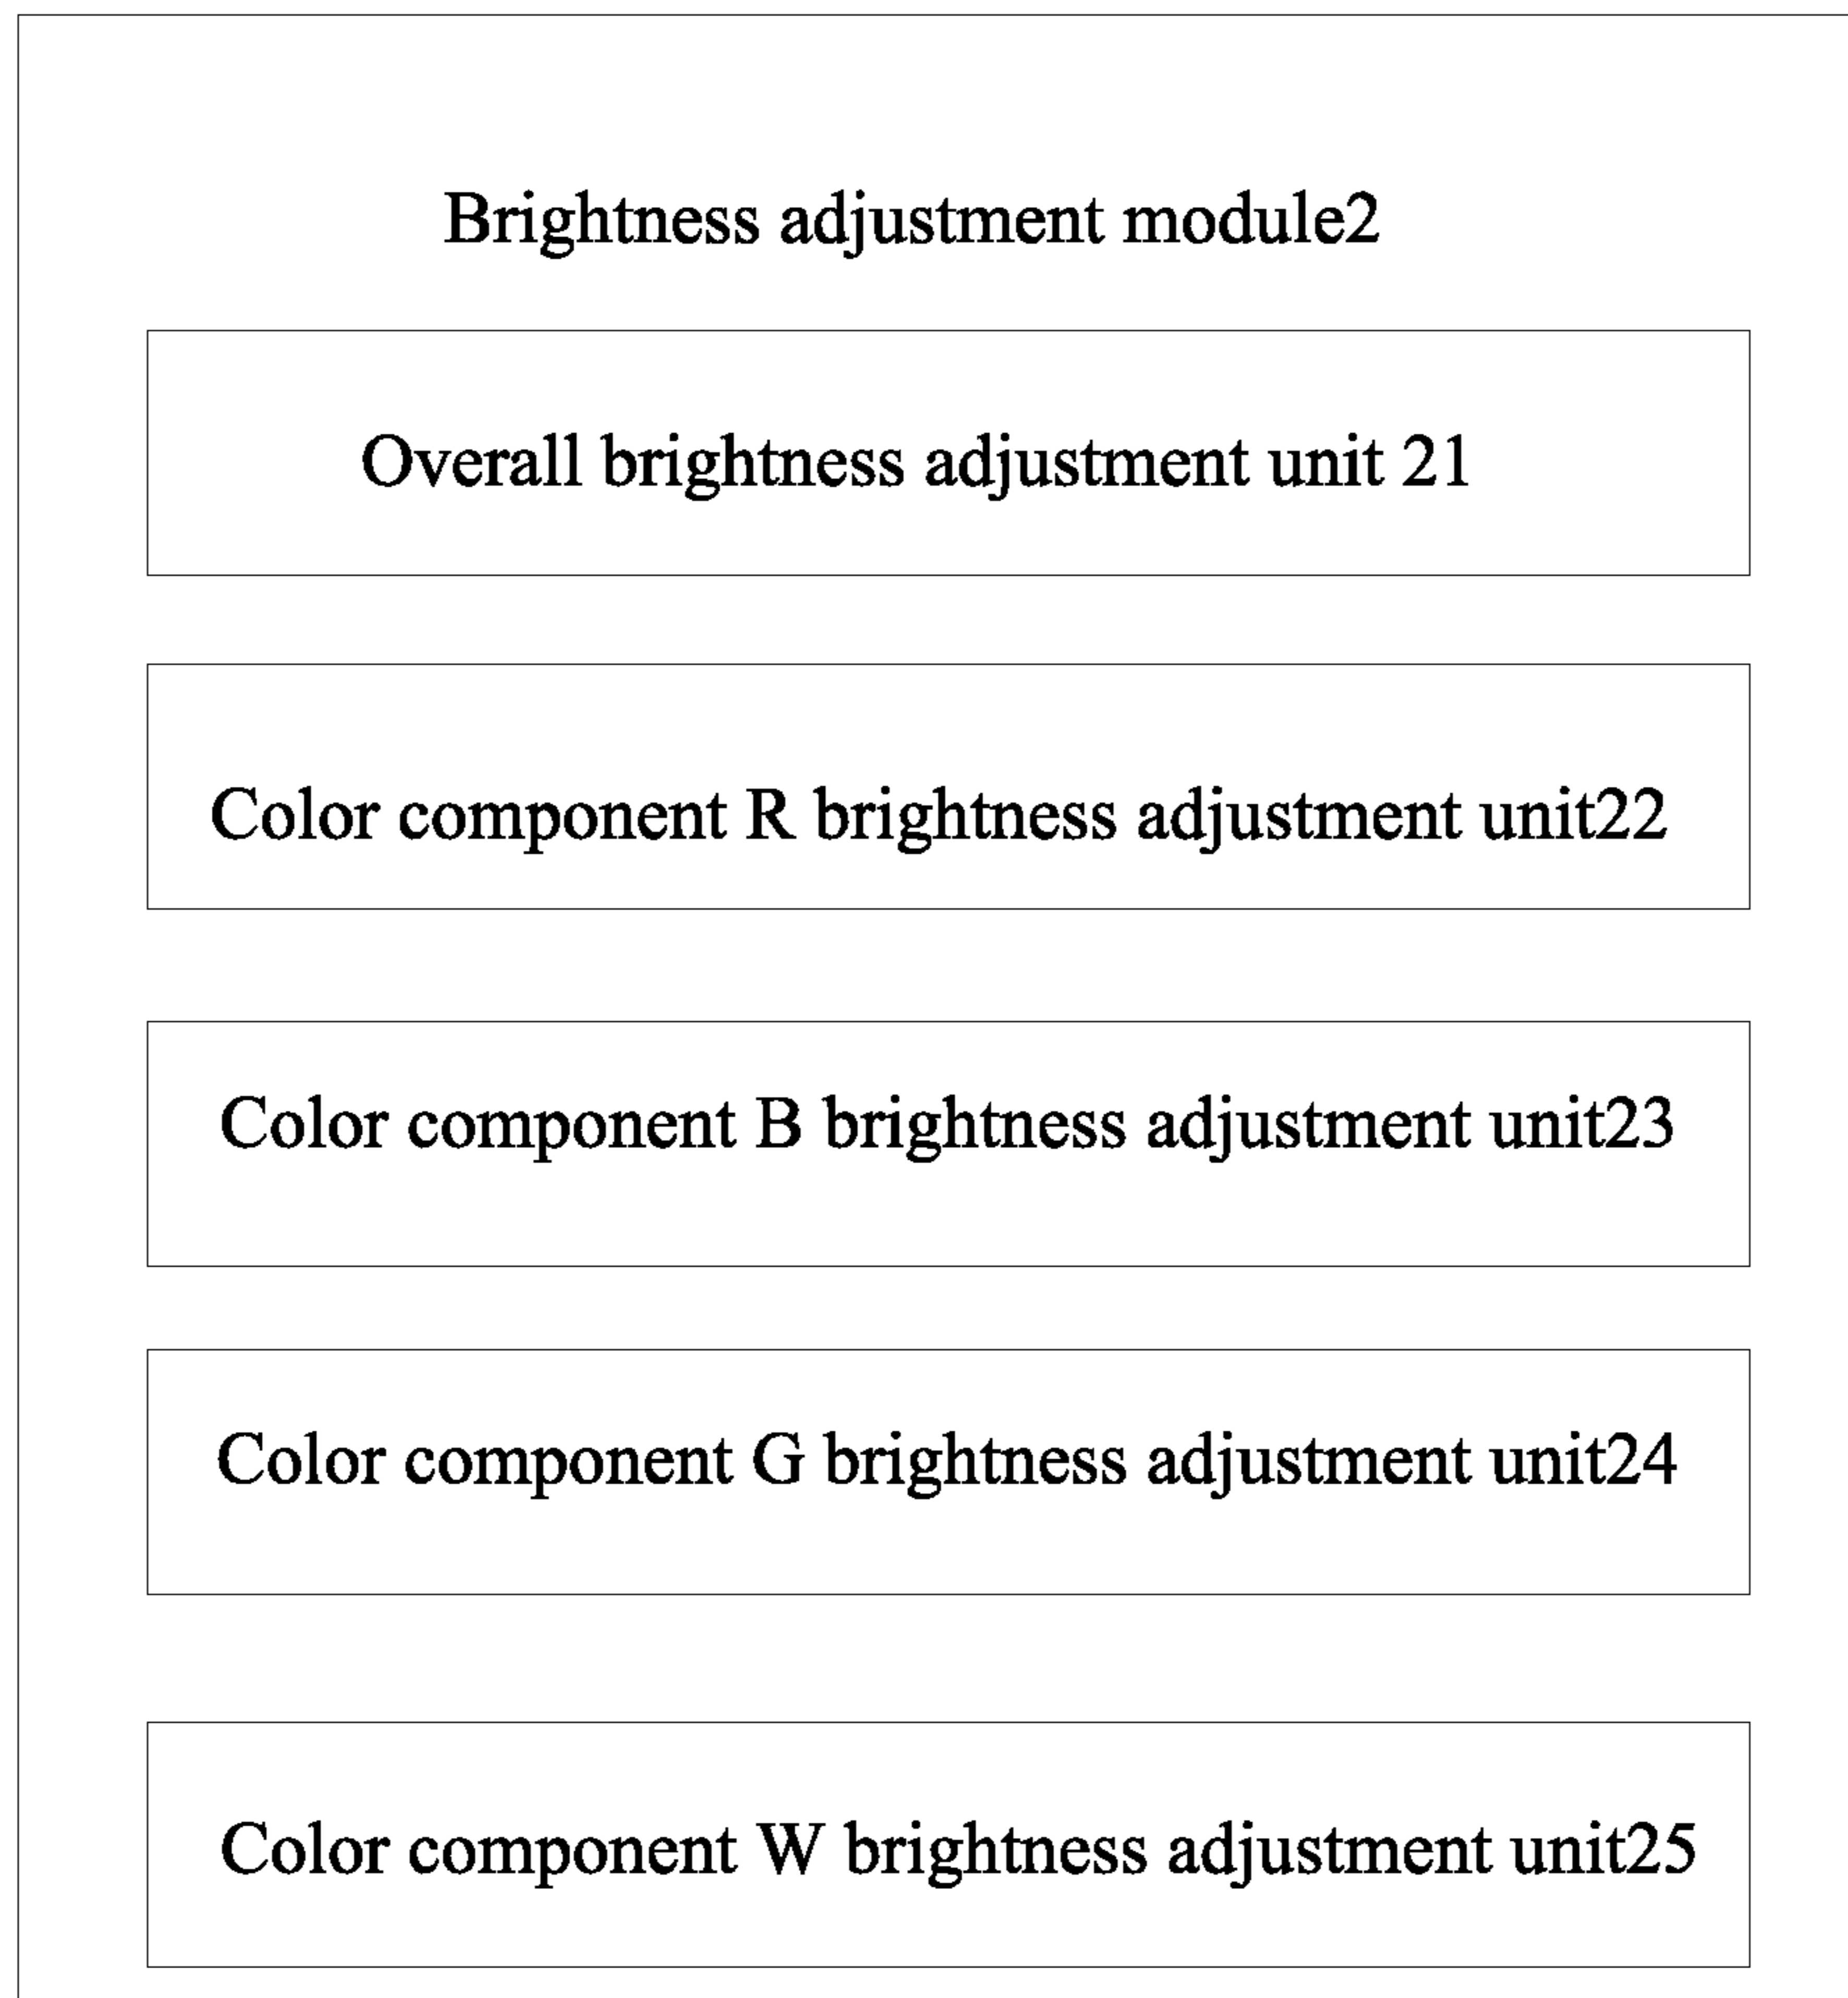 Brightness adjustment module2
Overall brightness adjustment unit 21
Color component R brightness adjustment unit22
Color component B brightness adjustment unit23
Color component G brightness adjustment unit24
Color component W brightness adjustment unit25